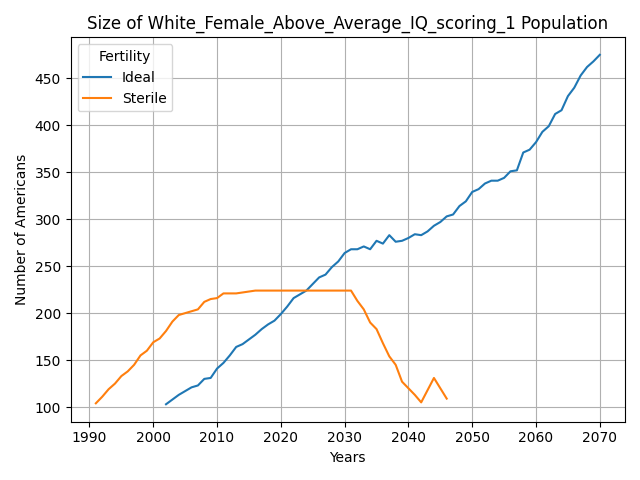 Size of White_Female_Above_Average_IQ_scoring_1 Population
Fertility
Ideal
Sterile
Number of Americans
450
400
350
300
250
200
150
100
1990 2000 2010 2020 2030 2040 2050 2060 2070
Years